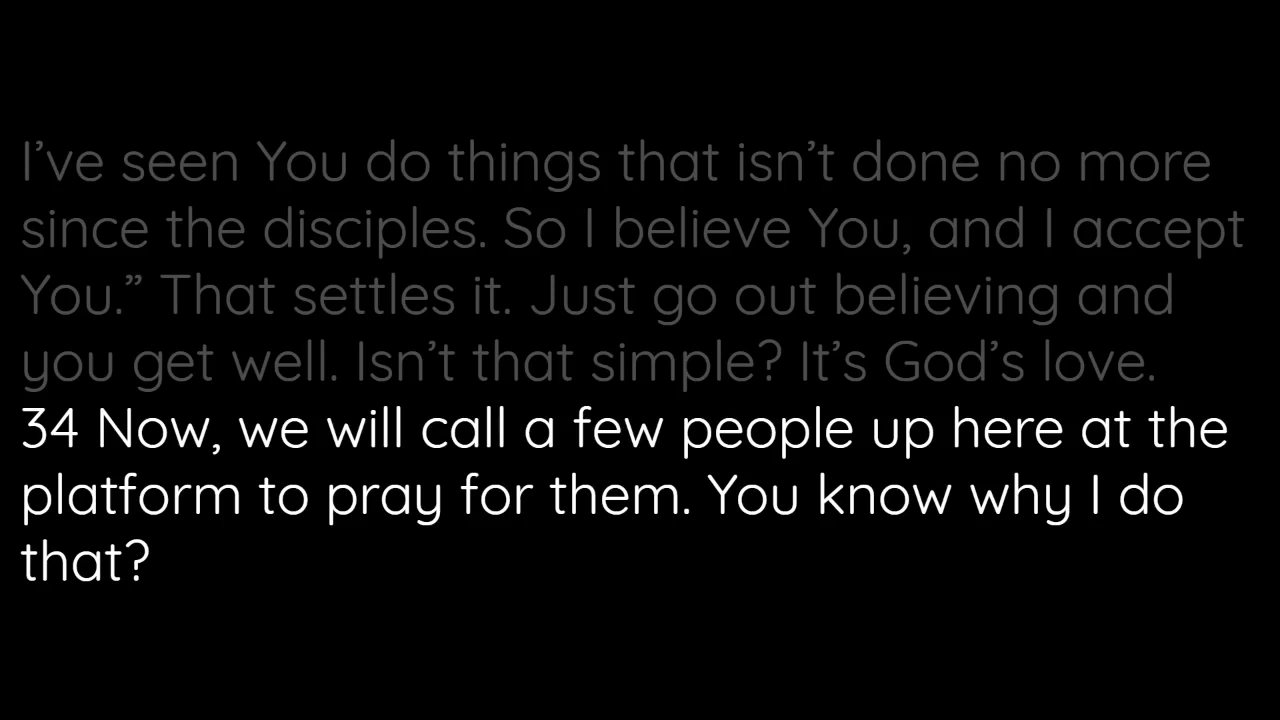 I’ve seen You do things that isn’t done no more
since the disciples. So I believe You, and I accept
You.” That settles it. Just go out believing and
you get well. Isn’t that simple? It’s God’s love.
34 Now, we will call a few people up here at the
platform to pray for them. You know why I do
that?